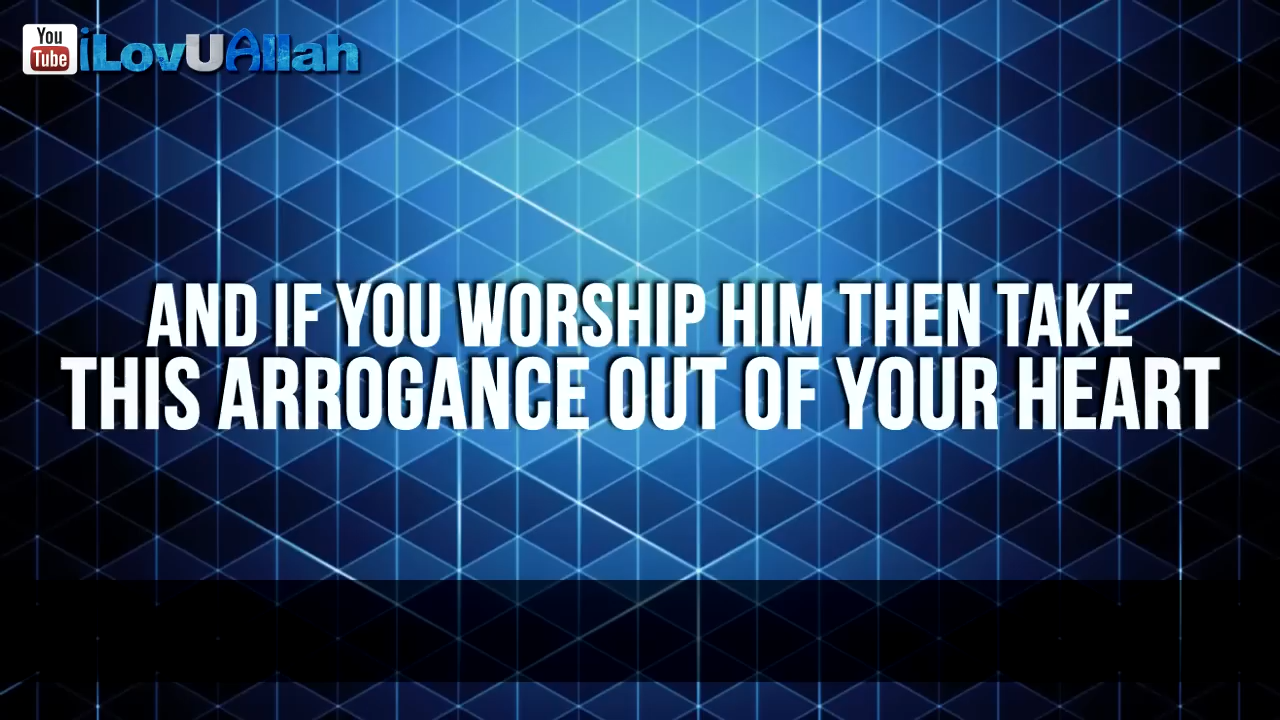 You
Tube
iLovUAllah
AND IF YOU WORSHIP HIM THEN TAKE
THIS ARROGANCE OUT OF YOUR HEART